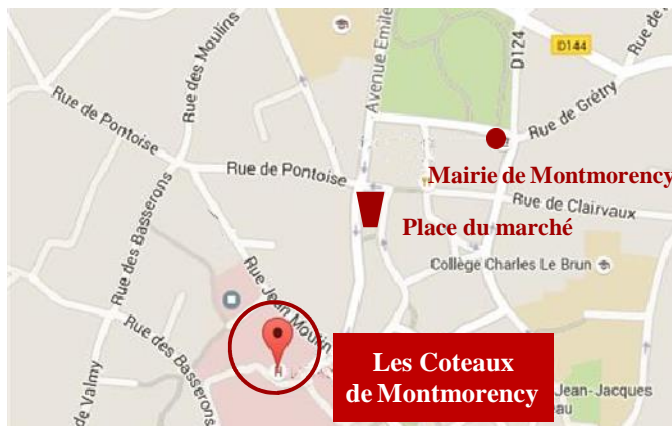 Rue des Moulins
Avenue Emile
D144
D124
Rue de
Rue de Pontoise
Rue de Grétry
Rue de Pontoise
Mairie de Montmorency
Rue des Basserons
Rue de Clairvaux
Place du marché
Collège Charles Le Brun
Rue Jean Moulin
Rue des Basserons
H
Les Coteaux
de Montmorency
de Valmy
Jean-Jacques
eau